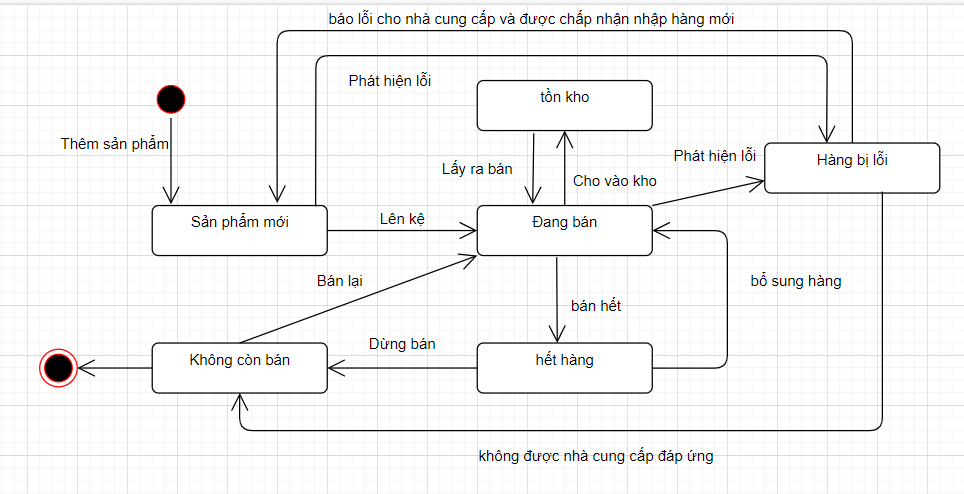 báo lỗi cho nhà cung cấp và được chấp nhận nhập hàng mới
Phát hiện lỗi
tồn kho
Thêm sản phẩm
Lấy ra bán
Cho vào kho
Phát hiện lỗi
Hàng bị lỗi
Sản phẩm mới
Lên kệ
Đang bán
Bán lại
bổ sung hàng
bán hết
Dừng bán
Không còn bán
hết hàng
không được nhà cung cấp đáp ứng